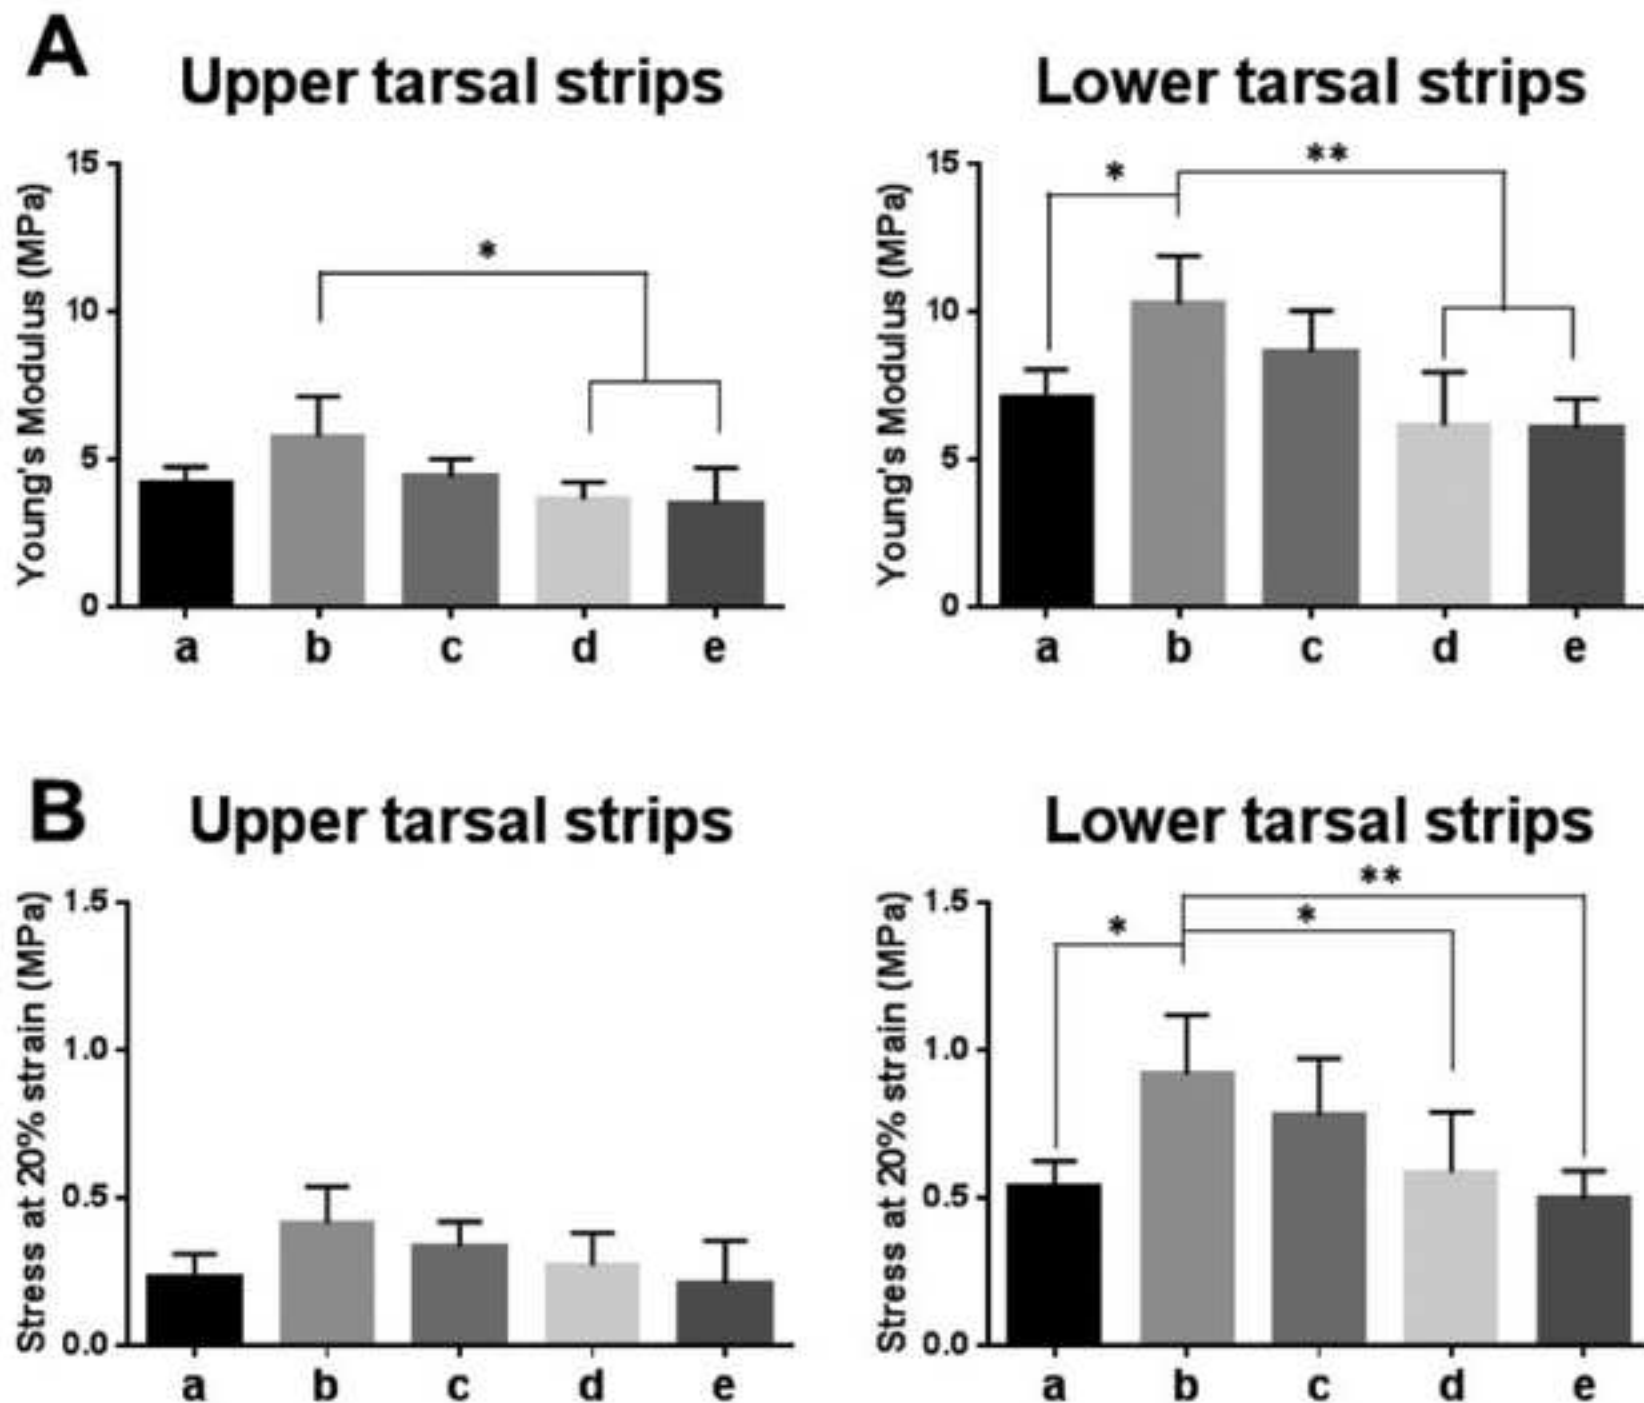 A
Upper tarsal strips
Young's Modulus (MPa)
15
10
5
0
*
a b c d e
Lower tarsal strips
Young's Modulus (MPa)
15
10
5
0
*
**
a b c d e
B
Upper tarsal strips
Stress at 20% strain (MPa)
1.5
1.0
0.5
0.0
a b c d e
Lower tarsal strips
Stress at 20% strain (MPa)
1.5
1.0
0.5
0.0
*
*
**
a b c d e